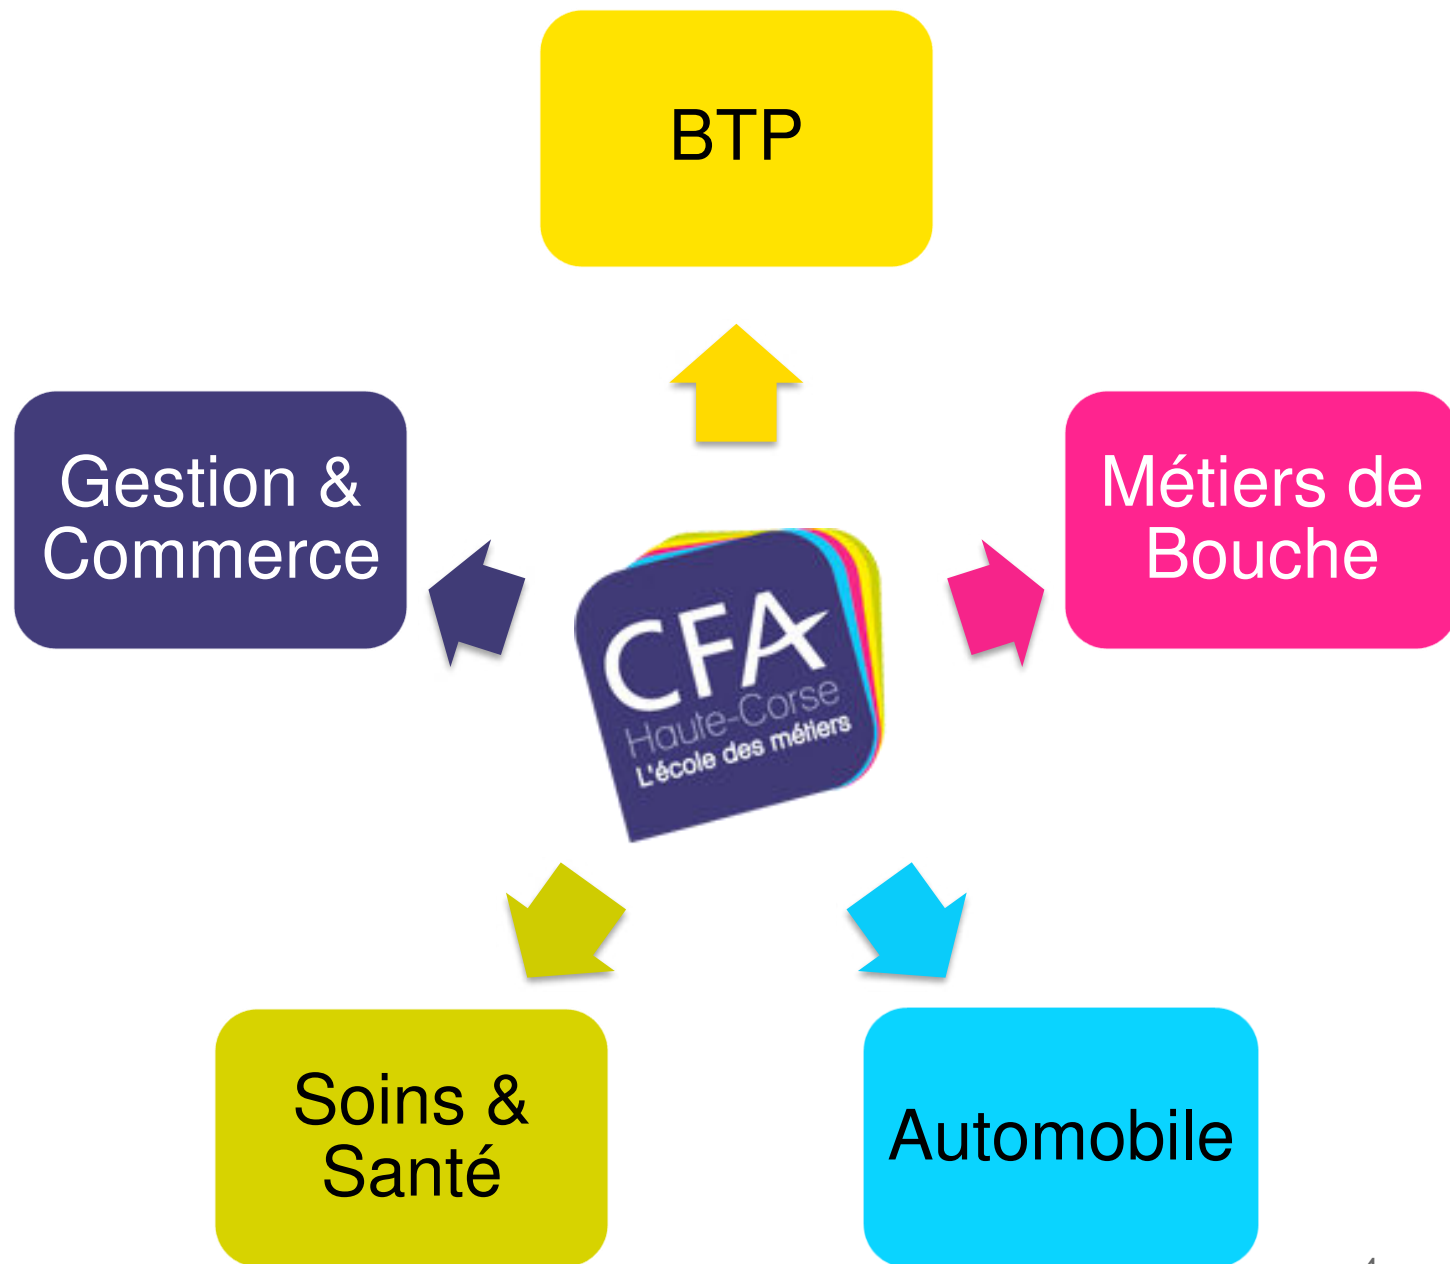 BTP
Gestion &
Commerce
Métiers de
Bouche
CFA
Haute-Corse
L'école des métiers
Soins &
Santé
Automobile